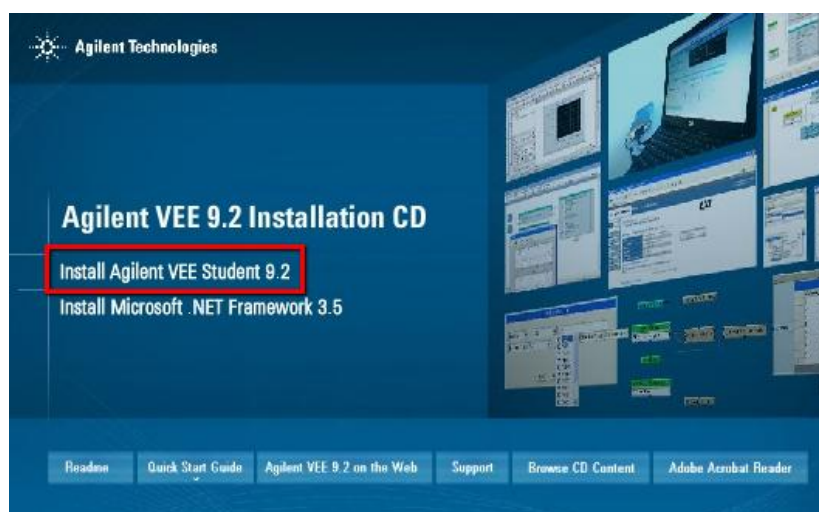 Agilent Technologies
Agilent VEE 9.2 Installation CD
Install Agilent VEE Student 9.2
Install Microsoft .NET Framework 3.5
Readme
Quick Start Guide
Agilent VEE 9.2 on the Web
Support
Browse CD Content
Adobe Acrobat Reader